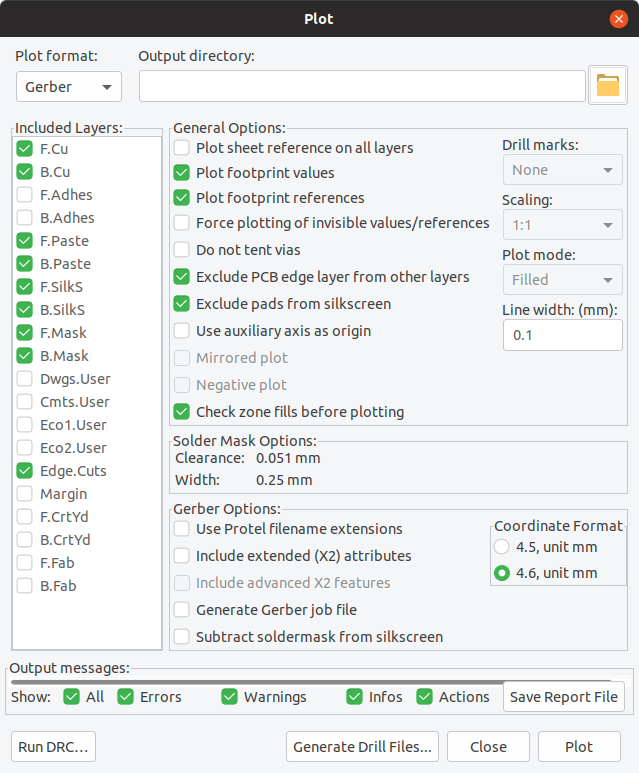 Plot
Plot format:
Output directory:
Gerber
Included Layers:
F.Cu
B.Cu
F.Adhes
B.Adhes
F.Paste
B.Paste
F.SilkS
B.SilkS
F.Mask
B.Mask
Dwgs.User
Cmts.User
Eco1.User
Eco2.User
Edge.Cuts
Margin
F.CrtYd
B.CrtYd
F.Fab
B.Fab
General Options:
Plot sheet reference on all layers
Plot footprint values
Plot footprint references
Force plotting of invisible values/references
Do not tent vias
Exclude PCB edge layer from other layers
Exclude pads from silkscreen
Use auxiliary axis as origin
Mirrored plot
Negative plot
Check zone fills before plotting
Drill marks:
None
Scaling:
1:1
Plot mode:
Filled
Line width: (mm):
0.1
Solder Mask Options:
Clearance: 0.051 mm
Width: 0.25 mm
Gerber Options:
Use Protel filename extensions
Include extended (X2) attributes
Include advanced X2 features
Generate Gerber job file
Subtract soldermask from silkscreen
Coordinate Format
4.5, unit mm
4.6, unit mm
Output messages:
Show: All Errors Warnings Infos Actions Save Report File
Run DRC... Generate Drill Files... Close Plot